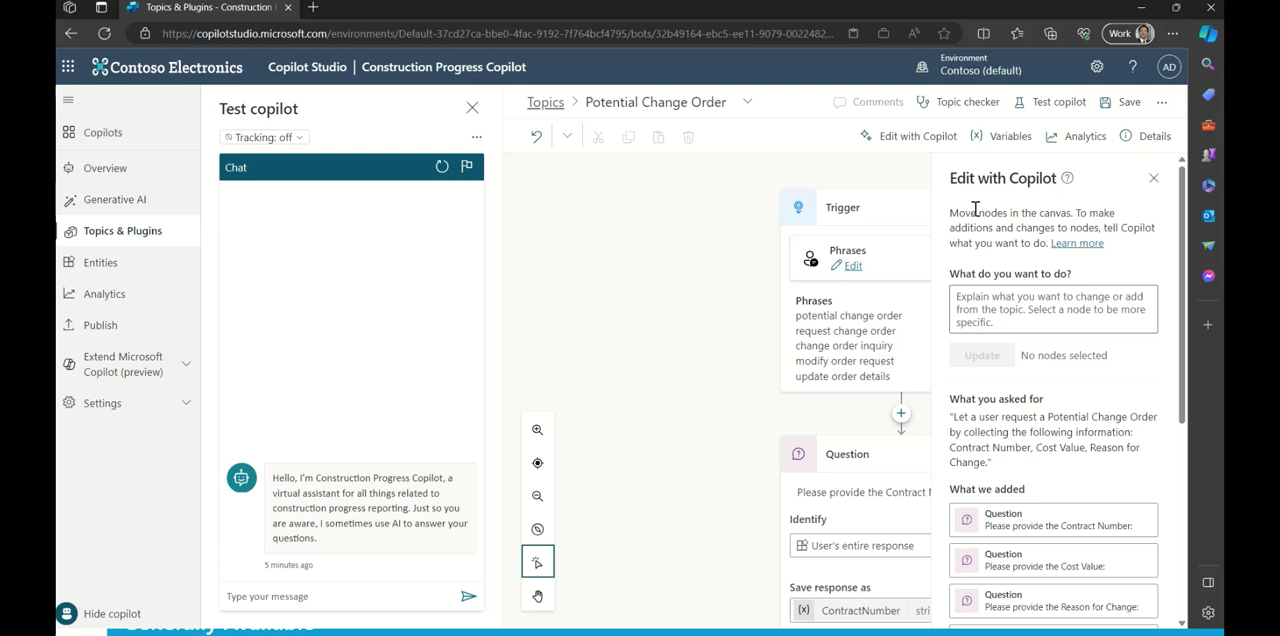 Topics & Plugins - Construction
https://copilotstudio.microsoft.com/environments/Default-37cd27ca-bbe0-4fac-9192-7f764bcf4795/bots/32b49164-ebc5-ee11-9079-00224 82...
Work
Contoso Electronics
Copilot Studio | Construction Progress Copilot
Environment
Contoso (default)
AD
Copilots
Overview
Generative AI
Topics & Plugins
Entities
Analytics
Publish
Extend Microsoft
Copilot (preview)
Settings
Hide copilot
Test copilot
Tracking: off
Chat
Hello, I'm Construction Progress Copilot, a
virtual assistant for all things related to
construction progress reporting. Just so you
are aware, I sometimes use AI to answer your
questions.
5 minutes ago
Type your message
Topics > Potential Change Order
Comments
Topic checker
Test copilot
Save
Edit with Copilot
{x} Variables
Analytics
Details
Trigger
Phrases
Edit
Phrases
potential change order
request change order
change order inquiry
modify order request
update order details
Question
Please provide the Contract
Identify
User's entire response
Save response as
{x} ContractNumber stri
Edit with Copilot
Move nodes in the canvas. To make
additions and changes to nodes, tell Copilot
what you want to do. Learn more
What do you want to do?
Explain what you want to change or add
from the topic. Select a node to be more
specific.
Update
No nodes selected
What you asked for
"Let a user request a Potential Change Order
by collecting the following information:
Contract Number, Cost Value, Reason for
Change."
What we added
Question
Please provide the Contract Number:
Question
Please provide the Cost Value:
Question
Please provide the Reason for Change:
Generally Available